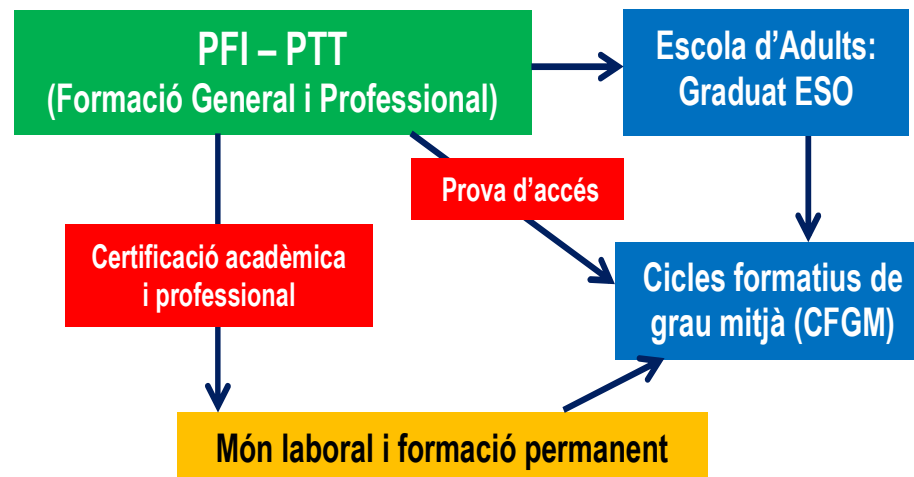 PFI – PTT
(Formació General i Professional)
Escola d’Adults:
Graduat ESO
Prova d’accés
Certificació acadèmica
i professional
Cicles formatius de
grau mitjà (CFGM)
Món laboral i formació permanent